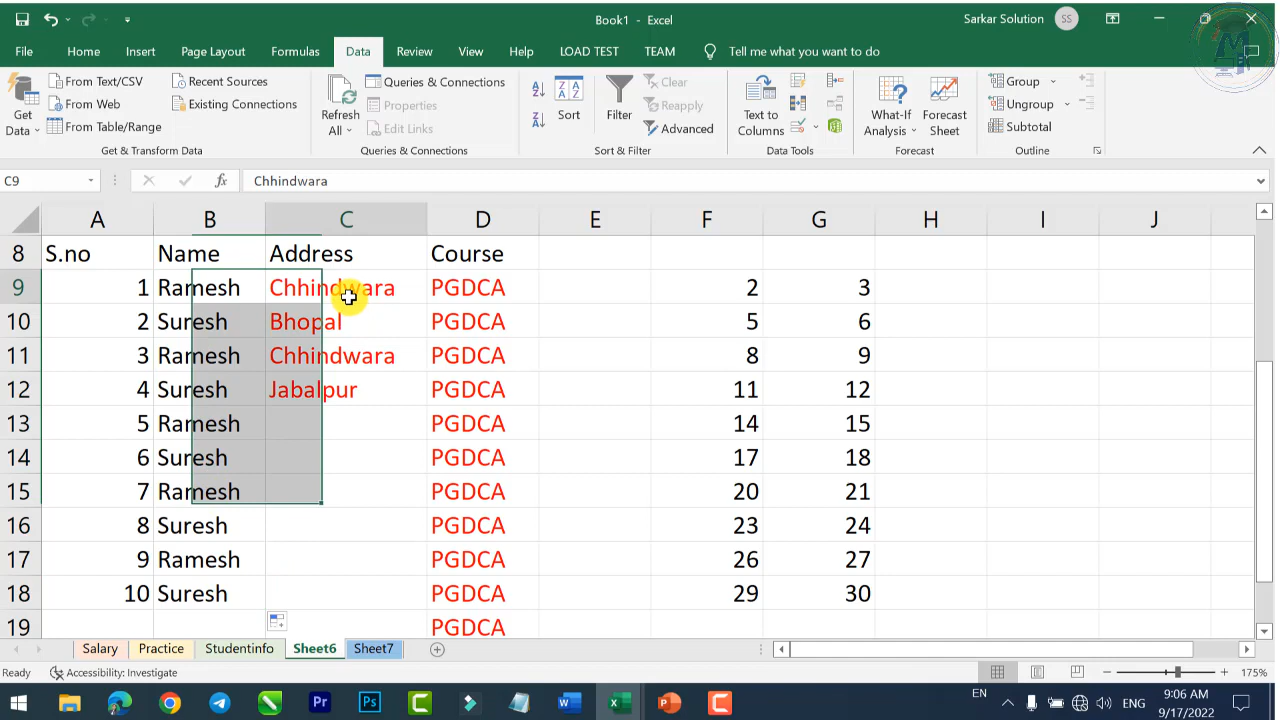 Book1 - Excel
Sarkar Solution
SS
File Home Insert Page Layout Formulas Data Review View Help LOAD TEST TEAM Tell me what you want to do
Get Data
From Text/CSV
From Web
From Table/Range
Recent Sources
Existing Connections
Get & Transform Data
Refresh All
Queries & Connections
Properties
Edit Links
Queries & Connections
Sort
Filter
Clear
Reapply
Advanced
Sort & Filter
Text to Columns
Data Tools
What-If Analysis
Forecast Sheet
Forecast
Group
Ungroup
Subtotal
Outline
C9 fx Chhindwara
A B C D E F G H I J
8 S.no Name Address Course
9 1 Ramesh Chhindwara PGDCA 2 3
10 2 Suresh Bhopal PGDCA 5 6
11 3 Ramesh Chhindwara PGDCA 8 9
12 4 Suresh Jabalpur PGDCA 11 12
13 5 Ramesh PGDCA 14 15
14 6 Suresh PGDCA 17 18
15 7 Ramesh PGDCA 20 21
16 8 Suresh PGDCA 23 24
17 9 Ramesh PGDCA 26 27
18 10 Suresh PGDCA 29 30
19 PGDCA
Salary Practice Studentinfo Sheet6 Sheet7
Ready Accessibility: Investigate 175%
EN ENG 9:06 AM
9/17/2022